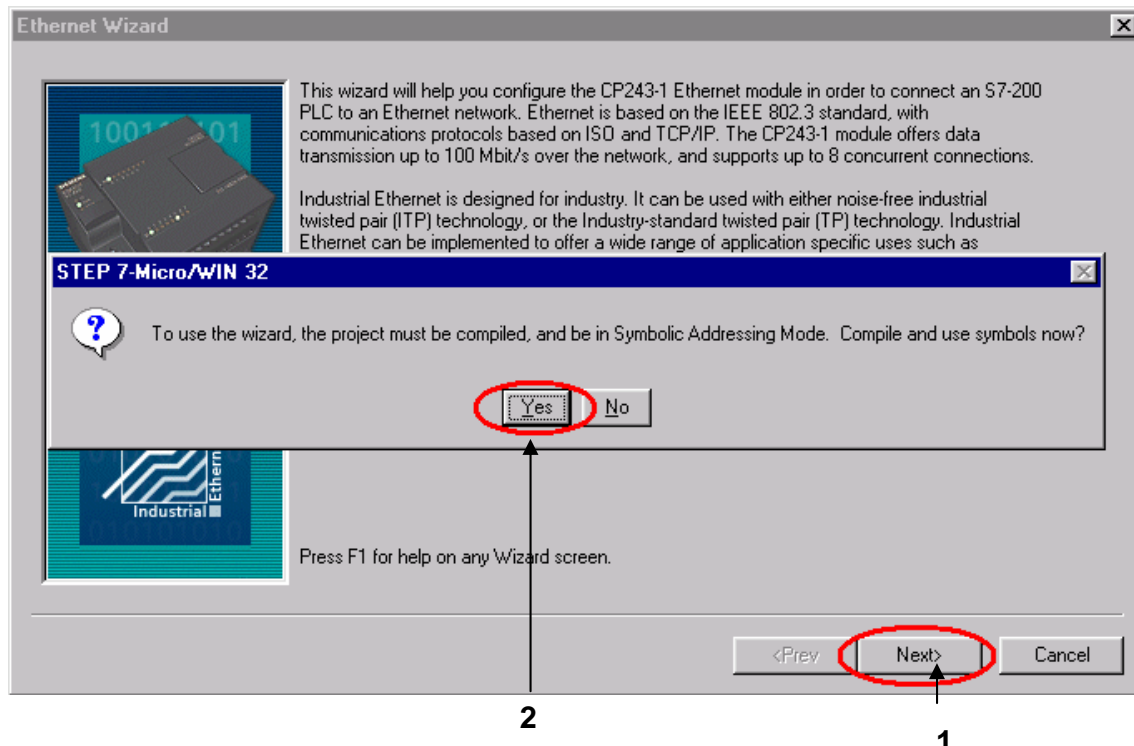 Ethernet Wizard
This wizard will help you configure the CP243-1 Ethernet module in order to connect an S7-200
PLC to an Ethernet network. Ethernet is based on the IEEE 802.3 standard, with
communications protocols based on ISO and TCP/IP. The CP243-1 module offers data
transmission up to 100 Mbit/s over the network, and supports up to 8 concurrent connections.
Industrial Ethernet is designed for industry. It can be used with either noise-free industrial
twisted pair (ITP) technology, or the Industry-standard twisted pair (TP) technology. Industrial
Ethernet can be implemented to offer a wide range of application specific uses such as
STEP 7-Micro/WIN 32
To use the wizard, the project must be compiled, and be in Symbolic Addressing Mode. Compile and use symbols now?
Yes No
Industrial
Ethern
010101010
Press F1 for help on any Wizard screen.
<Prev Next> Cancel
2
1